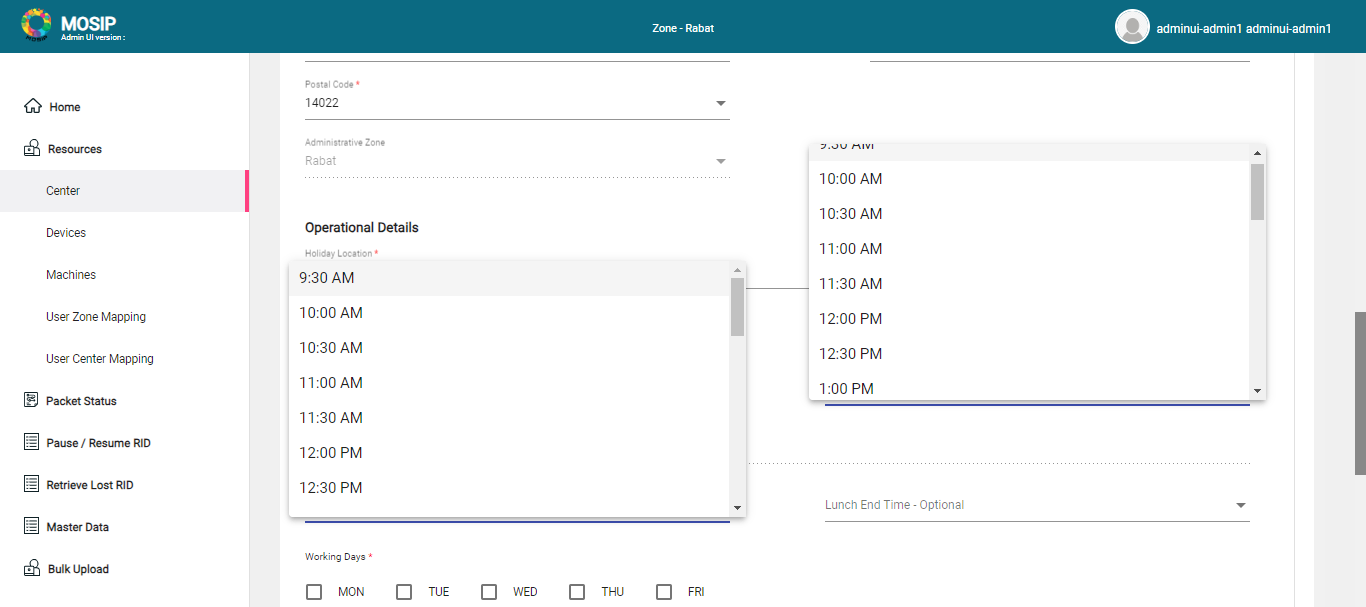 MOSIP
Admin UI version :
Zone - Rabat
adminui-admin1 adminui-admin1
Home
Resources
Center
Devices
Machines
User Zone Mapping
User Center Mapping
Packet Status
Pause / Resume RID
Retrieve Lost RID
Master Data
Bulk Upload
Postal Code *
14022
Administrative Zone
Rabat
Operational Details
Holiday Location *
9:30 AM
10:00 AM
10:30 AM
11:00 AM
11:30 AM
12:00 PM
12:30 PM
9:30 AM
10:00 AM
10:30 AM
11:00 AM
11:30 AM
12:00 PM
12:30 PM
1:00 PM
Lunch End Time - Optional
Working Days *
MON
TUE
WED
THU
FRI